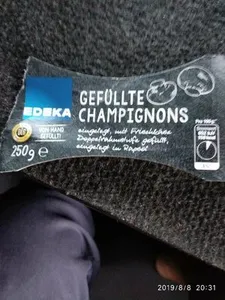 EDEKA
GEFÜLLTE
CHAMPIGNONS
VON HAND
GEFÜLLT!
eingelegt, mit Frischkäse
Doppelrahmstufe gefüllt,
eingelegt in Rapsöl
250g e
2019/8/8 20:31